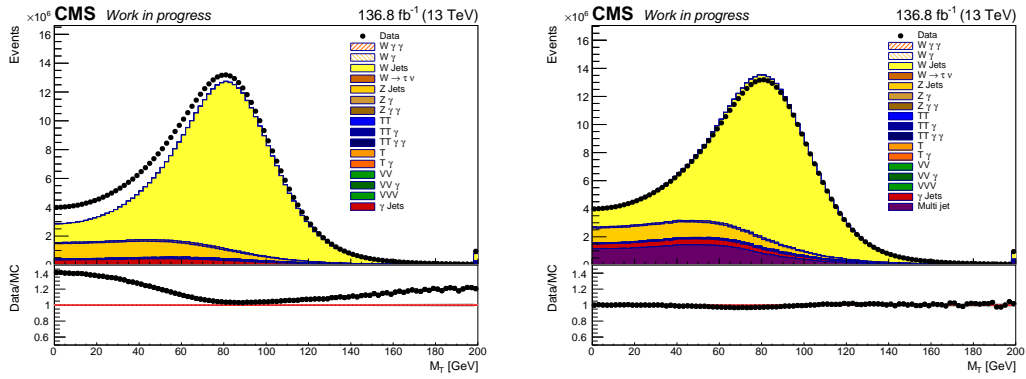 CMS Work in progress 136.8 fb⁻¹ (13 TeV)
×10⁶
Events
16
14
12
10
8
6
4
2
0
Data
W γ γ
W γ
W Jets
W → τ ν
Z Jets
Z γ
Z γ γ
TT
TT γ
TT γ γ
T
T γ
VV
VV γ
VVV
γ Jets
Data/MC
1.4
1.2
1
0.8
0.6
0 20 40 60 80 100 120 140 160 180 200
M_T [GeV]
CMS Work in progress 136.8 fb⁻¹ (13 TeV)
×10⁶
Events
16
14
12
10
8
6
4
2
Data
W γ γ
W γ
W Jets
W → τ ν
Z Jets
Z γ
Z γ γ
TT
TT γ
TT γ γ
T
T γ
VV
VV γ
VVV
γ Jets
Multi jet
Data/MC
1.4
1.2
1
0.8
0.6
0 20 40 60 80 100 120 140 160 180 200
M_T [GeV]